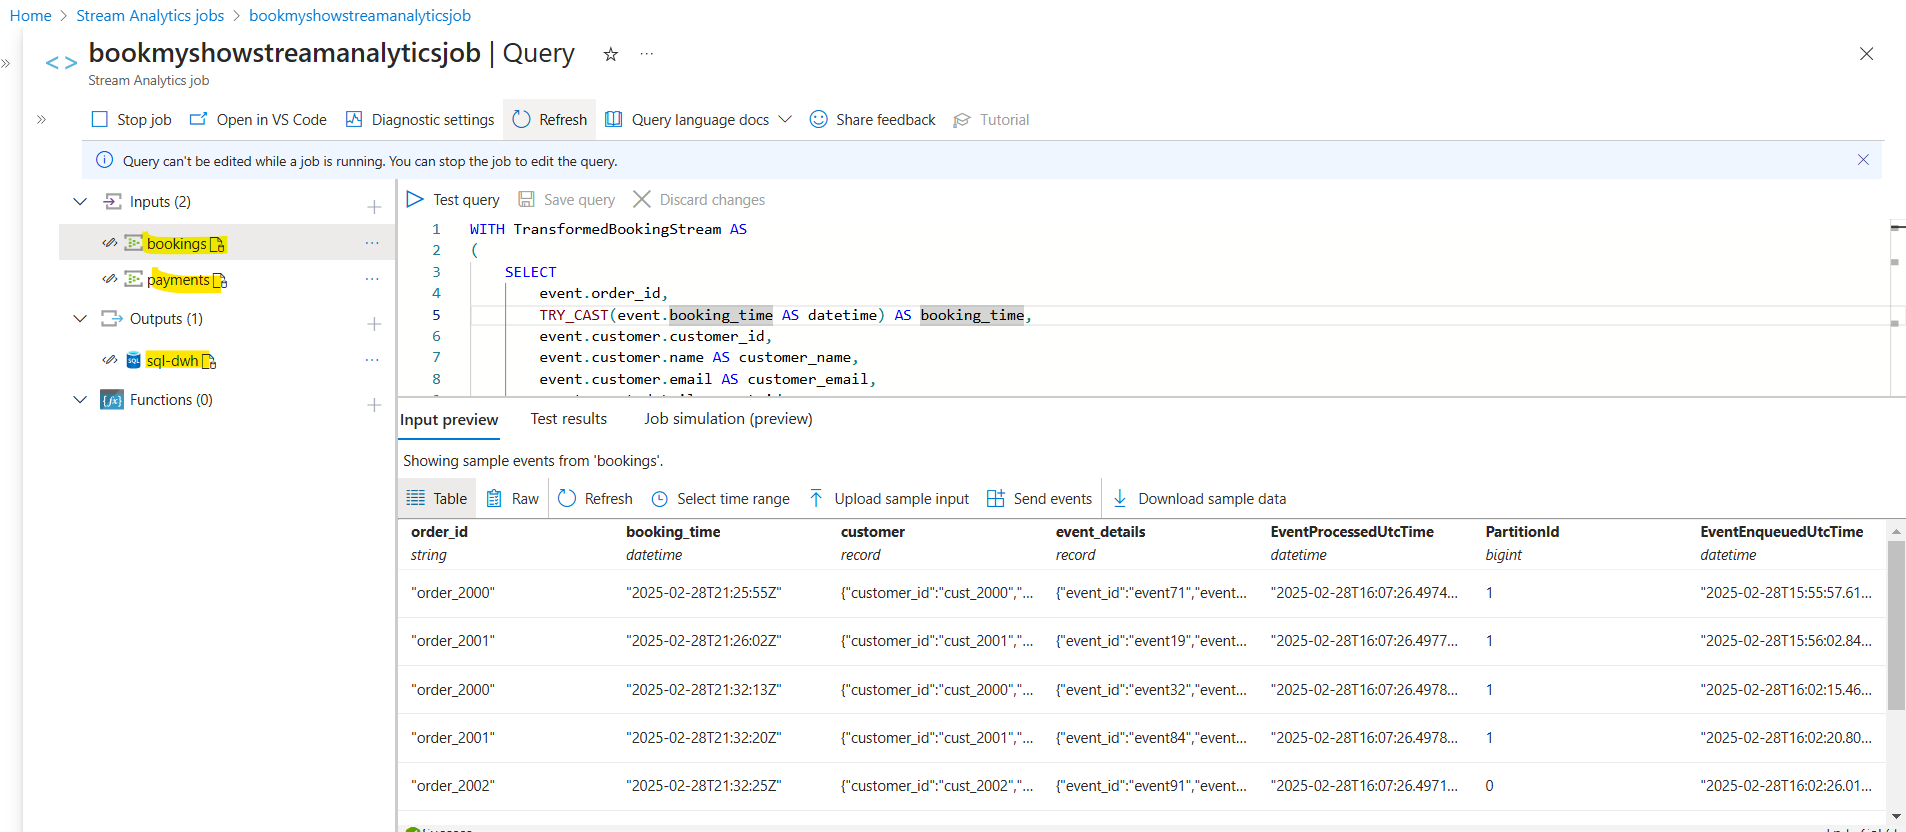 Home > Stream Analytics jobs > bookmyshowstreamanalyticsjob
bookmyshowstreamanalyticsjob | Query
Stream Analytics job
Stop job Open in VS Code Diagnostic settings Refresh Query language docs Share feedback Tutorial
Query can't be edited while a job is running. You can stop the job to edit the query.
Inputs (2)
bookings
payments
Outputs (1)
SQL sql-dwh
Functions (0)
Test query Save query Discard changes
1 WITH TransformedBookingStream AS
2 (
3 SELECT
4 event.order_id,
5 TRY_CAST(event.booking_time AS datetime) AS booking_time,
6 event.customer.customer_id,
7 event.customer.name AS customer_name,
8 event.customer.email AS customer_email,
Input preview Test results Job simulation (preview)
Showing sample events from 'bookings'.
Table Raw Refresh Select time range Upload sample input Send events Download sample data
order_id booking_time customer event_details EventProcessedUtcTime PartitionId EventEnqueuedUtcTime
string datetime record record datetime bigint datetime
"order_2000" "2025-02-28T21:25:55Z" {"customer_id":"cust_2000","... {"event_id":"event71","event... "2025-02-28T16:07:26.4974... 1 "2025-02-28T15:55:57.61...
"order_2001" "2025-02-28T21:26:02Z" {"customer_id":"cust_2001","... {"event_id":"event19","event... "2025-02-28T16:07:26.4977... 1 "2025-02-28T15:56:02.84...
"order_2000" "2025-02-28T21:32:13Z" {"customer_id":"cust_2000","... {"event_id":"event32","event... "2025-02-28T16:07:26.4978... 1 "2025-02-28T16:02:15.46...
"order_2001" "2025-02-28T21:32:20Z" {"customer_id":"cust_2001","... {"event_id":"event84","event... "2025-02-28T16:07:26.4978... 1 "2025-02-28T16:02:20.80...
"order_2002" "2025-02-28T21:32:25Z" {"customer_id":"cust_2002","... {"event_id":"event91","event... "2025-02-28T16:07:26.4971... 0 "2025-02-28T16:02:26.01...